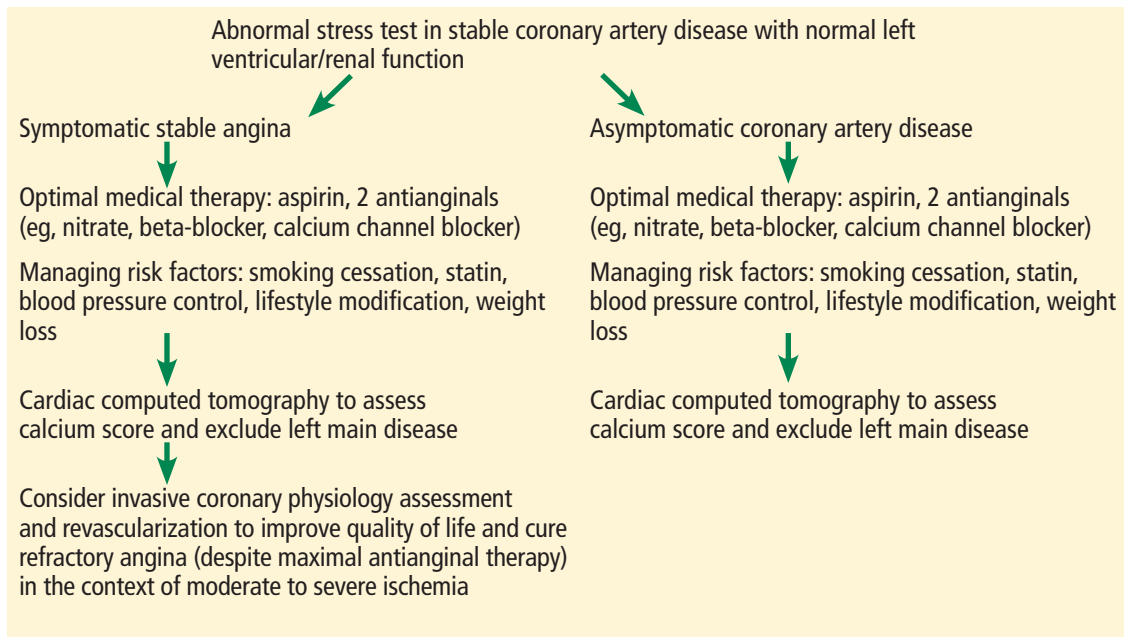 Abnormal stress test in stable coronary artery disease with normal left
ventricular/renal function
Symptomatic stable angina
Optimal medical therapy: aspirin, 2 antianginals
(eg, nitrate, beta-blocker, calcium channel blocker)
Managing risk factors: smoking cessation, statin,
blood pressure control, lifestyle modification, weight
loss
Cardiac computed tomography to assess
calcium score and exclude left main disease
Consider invasive coronary physiology assessment
and revascularization to improve quality of life and cure
refractory angina (despite maximal antianginal therapy)
in the context of moderate to severe ischemia
Asymptomatic coronary artery disease
Optimal medical therapy: aspirin, 2 antianginals
(eg, nitrate, beta-blocker, calcium channel blocker)
Managing risk factors: smoking cessation, statin,
blood pressure control, lifestyle modification, weight
loss
Cardiac computed tomography to assess
calcium score and exclude left main disease